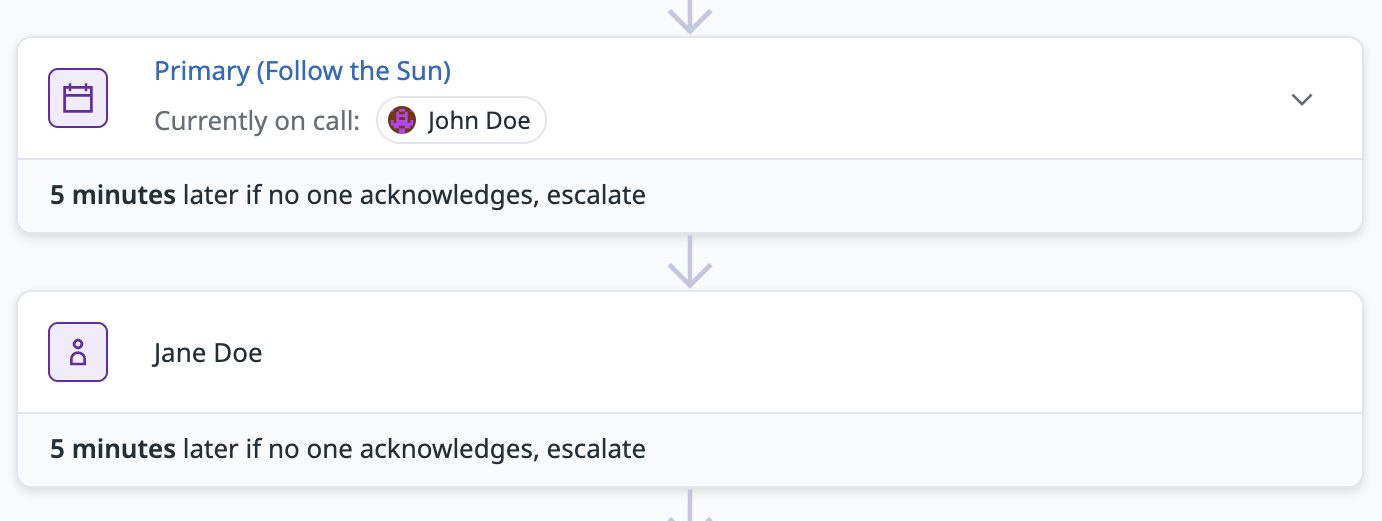 Primary (Follow the Sun)
Currently on call: John Doe
5 minutes later if no one acknowledges, escalate
Jane Doe
5 minutes later if no one acknowledges, escalate